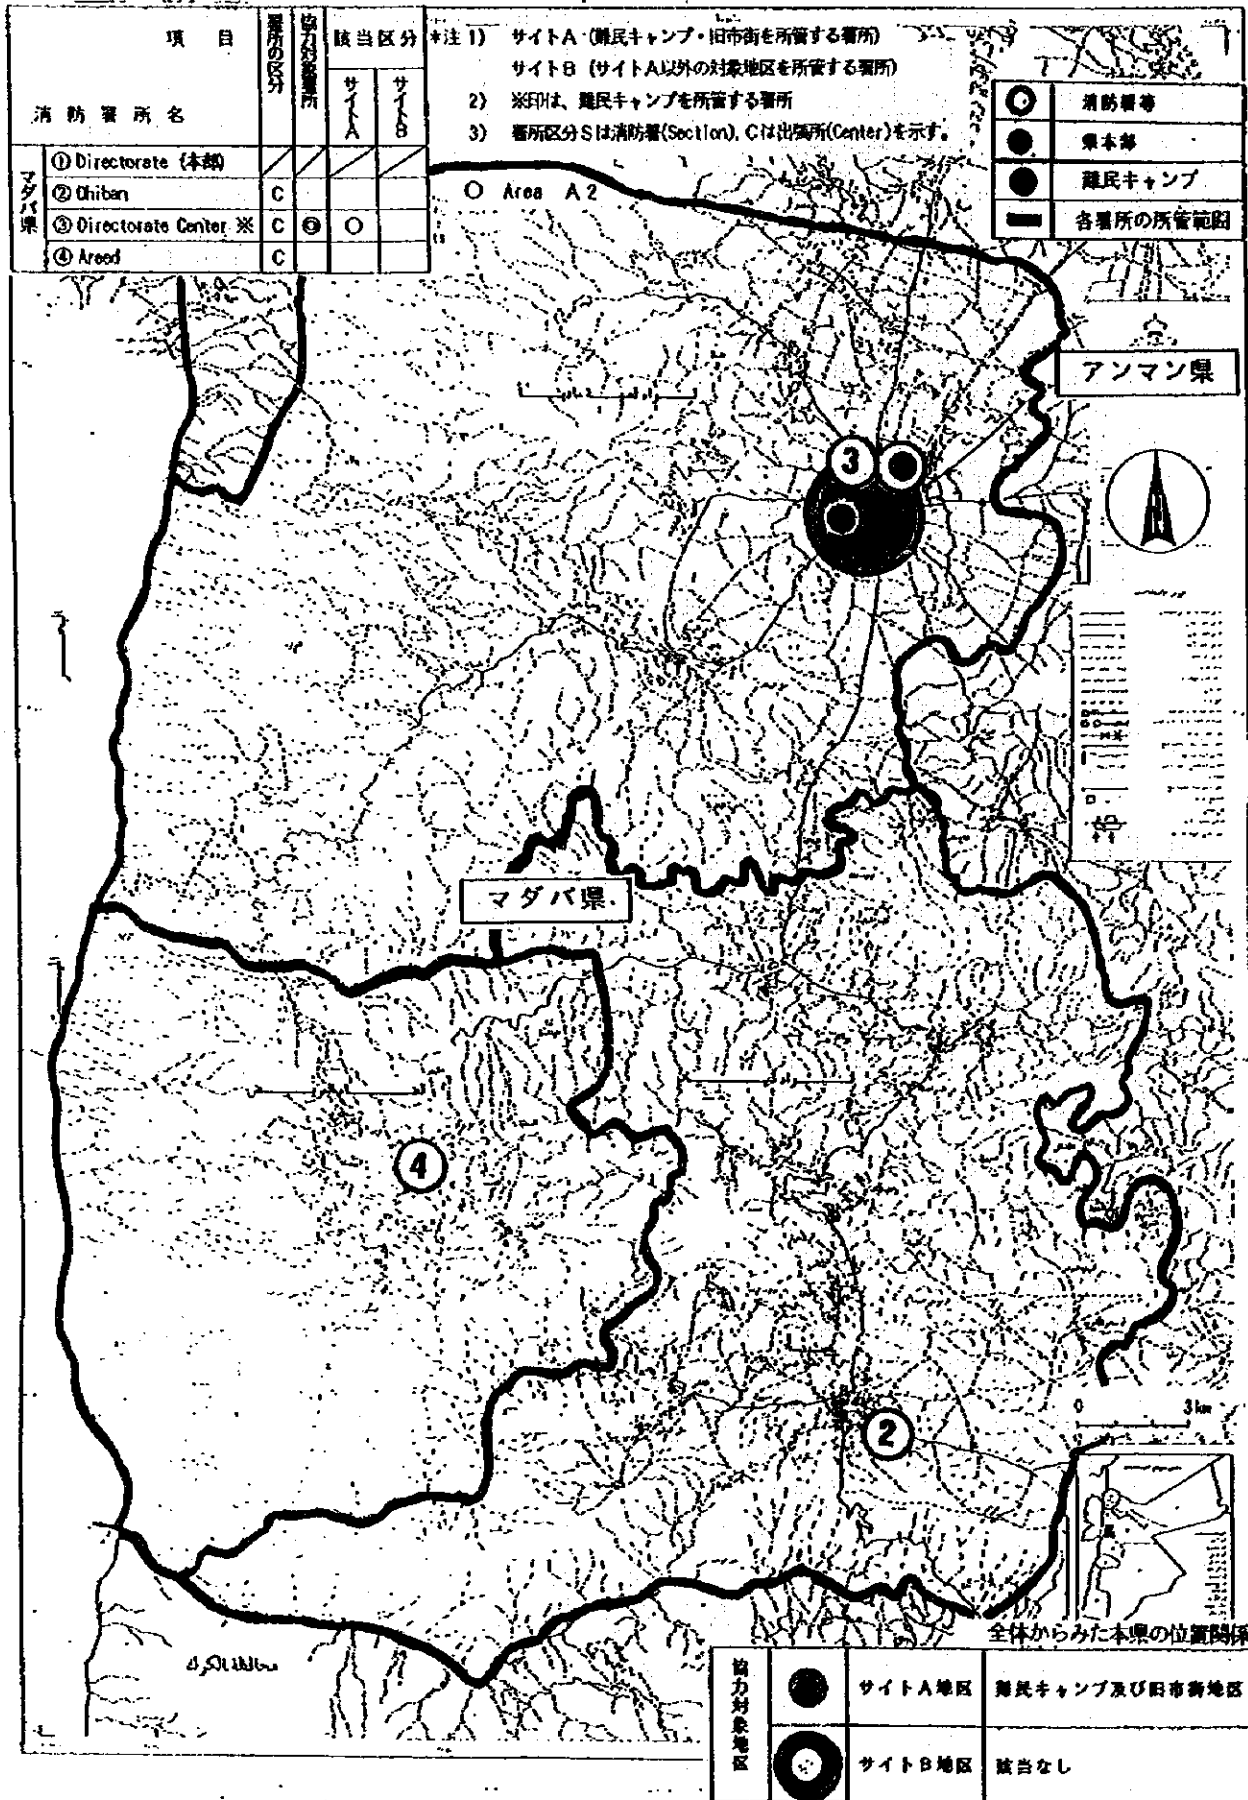 項 目
署所の区分
協力対象署所
該当区分
サイトA
サイトB
消防署所名
マダバ県
① Directorate (本部)
② Dhiban C
③ Directorate Center ※ C ◎ ○
④ Areed C
*注 1) サイトA (難民キャンプ・旧市街を所管する署所)
サイトB (サイトA以外の対象地区を所管する署所)
2) ※印は、難民キャンプを所管する署所
3) 署所区分Sは消防署(Section), Cは出張所(Center)を示す。
○ Area A 2
消防署等
県本部
難民キャンプ
各署所の所管範囲
アンマン県
3
マダバ県
4
2
0 3km
全体からみた本県の位置関係
協力対象地区
サイトA地区 難民キャンプ及び旧市街地区
サイトB地区 該当なし